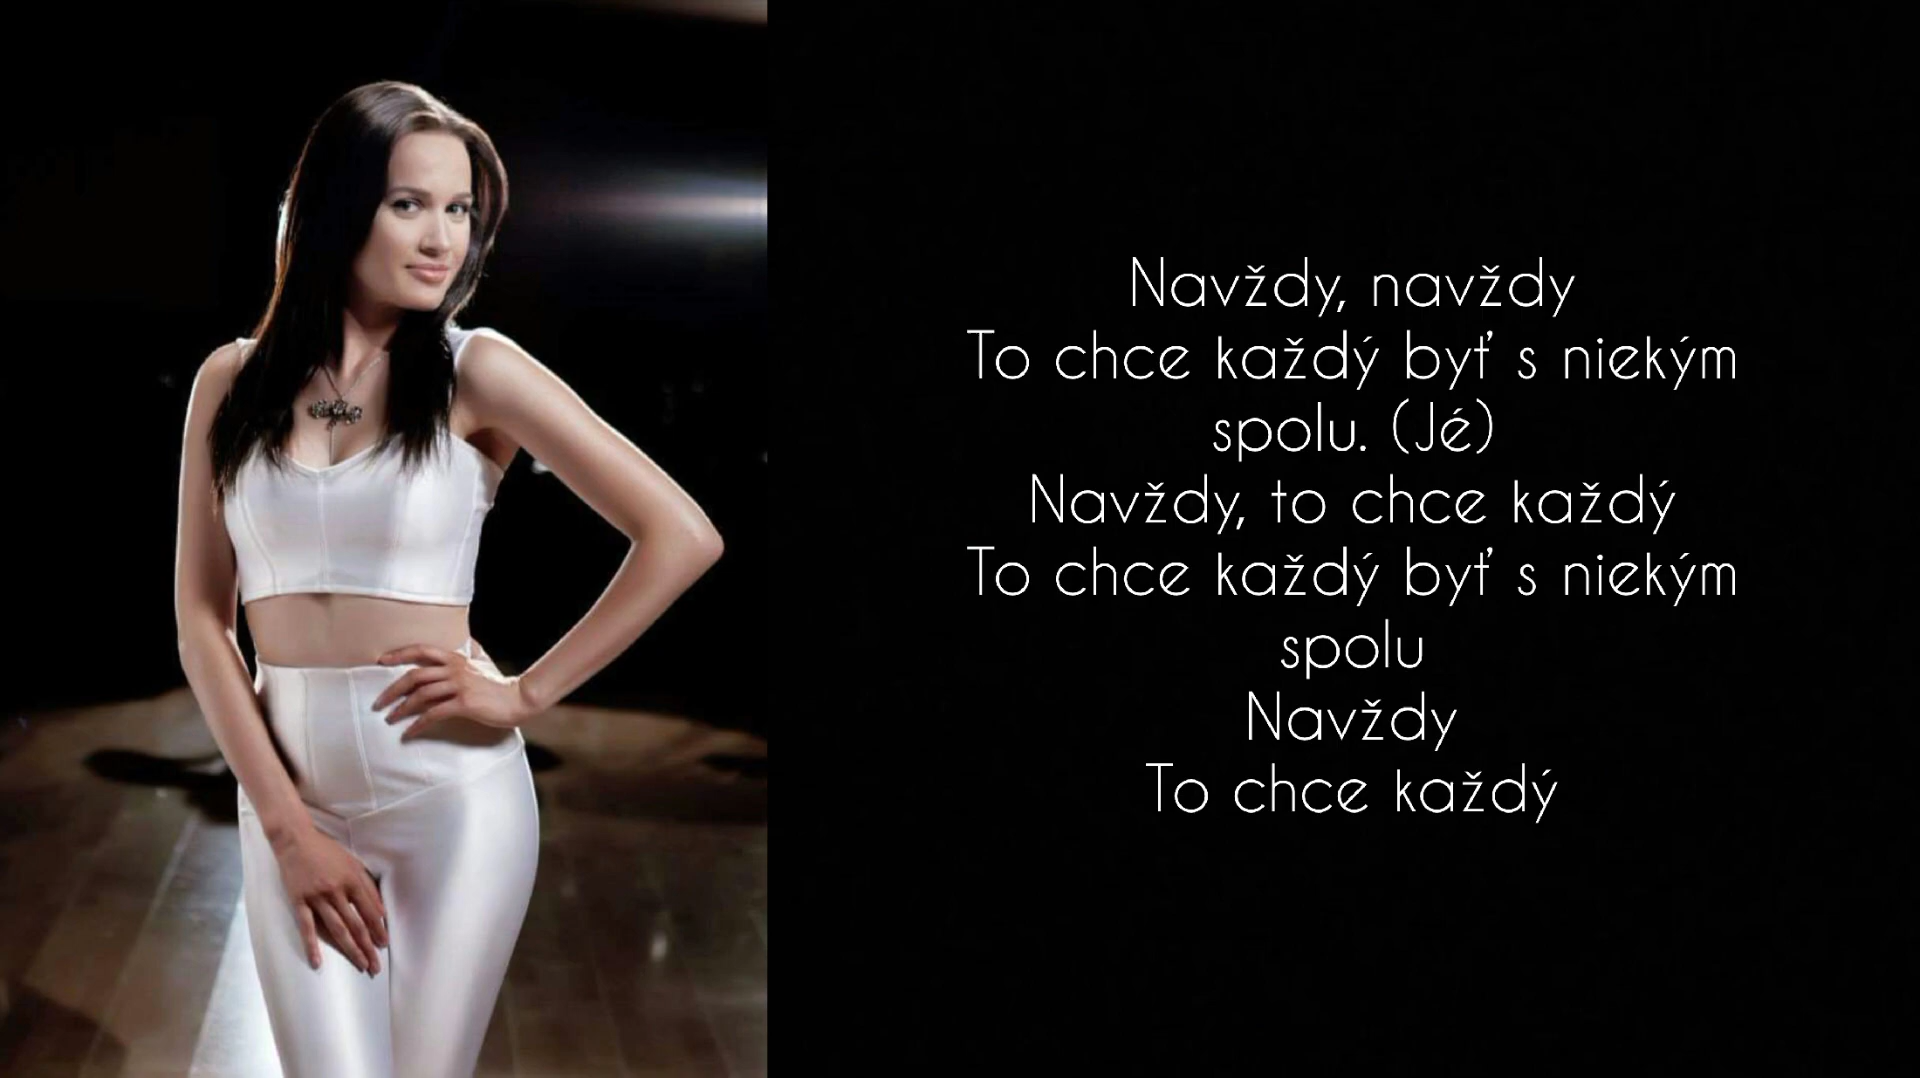 Navždy, navždy
To chce každý byť s niekým
spolu. (Jé)
Navždy, to chce každý
To chce každý byť s niekým
spolu
Navždy
To chce každý